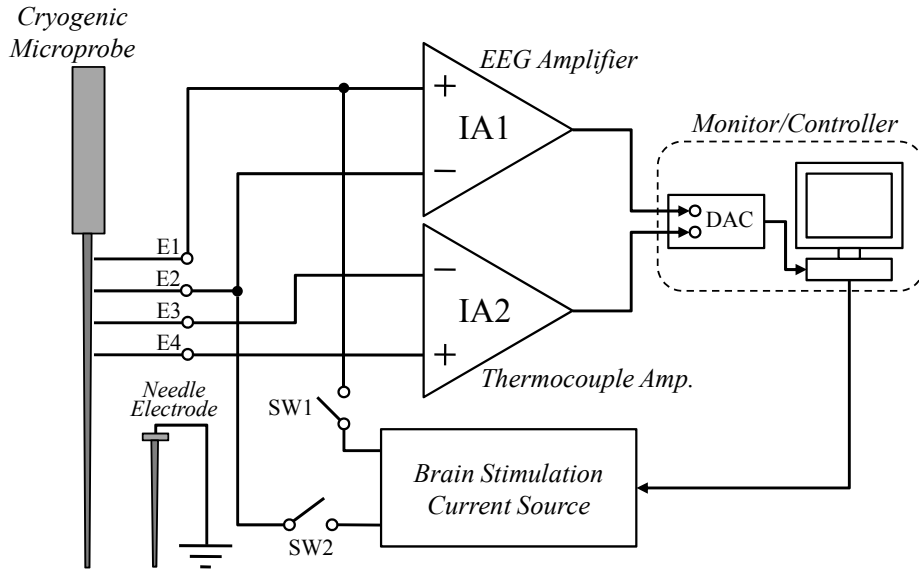 Cryogenic
Microprobe
EEG Amplifier
+
IA1
−
Monitor/Controller
DAC
E1
E2
E3
E4
−
IA2
+
Thermocouple Amp.
Needle
Electrode
SW1
Brain Stimulation
Current Source
SW2